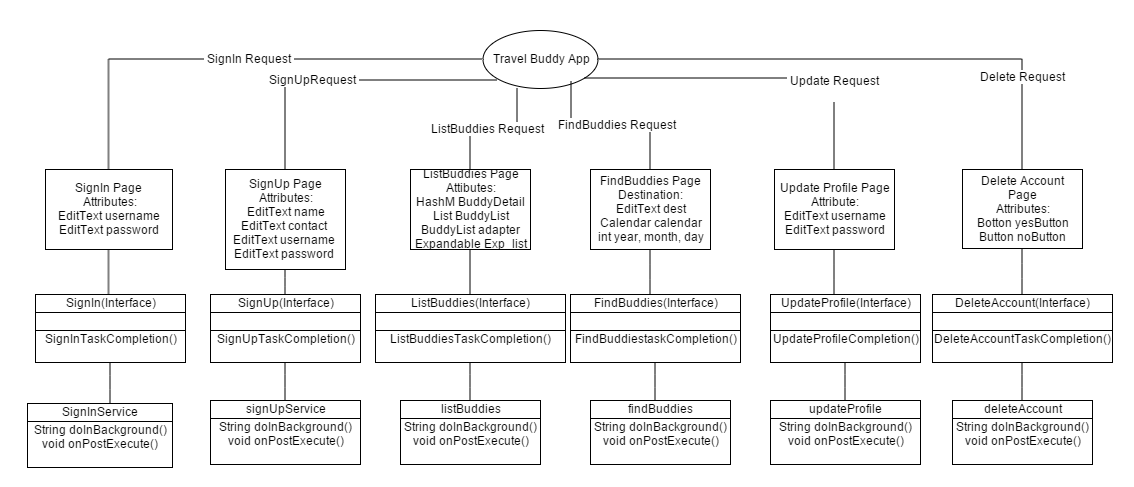 Travel Buddy App
SignIn Request
SignUpRequest
ListBuddies Request
FindBuddies Request
Update Request
Delete Request
SignIn Page
Attributes:
EditText username
EditText password
SignUp Page
Attributes:
EditText name
EditText contact
EditText username
EditText password
ListBuddies Page
Attibutes:
HashM BuddyDetail
List BuddyList
BuddyList adapter
Expandable Exp_list
FindBuddies Page
Destination:
EditText dest
Calendar calendar
int year, month, day
Update Profile Page
Attribute:
EditText username
EditText password
Delete Account
Page
Attributes:
Botton yesButton
Button noButton
SignIn(Interface)
SignInTaskCompletion()
SignUp(Interface)
SignUpTaskCompletion()
ListBuddies(Interface)
ListBuddiesTaskCompletion()
FindBuddies(Interface)
FindBuddiestaskCompletion()
UpdateProfile(Interface)
UpdateProfileCompletion()
DeleteAccount(Interface)
DeleteAccountTaskCompletion()
SignInService
String doInBackground()
void onPostExecute()
signUpService
String doInBackground()
void onPostExecute()
listBuddies
String doInBackground()
void onPostExecute()
findBuddies
String doInBackground()
void onPostExecute()
updateProfile
String doInBackground()
void onPostExecute()
deleteAccount
String doInBackground()
void onPostExecute()